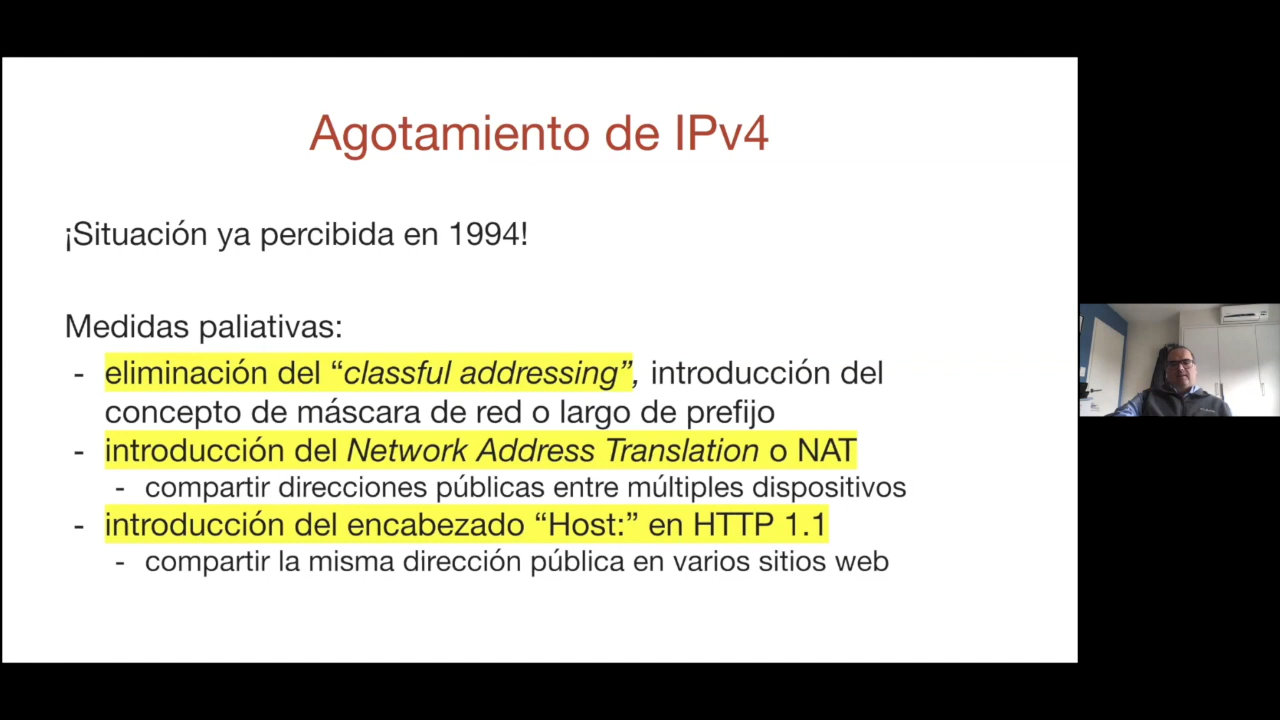 Agotamiento de IPv4
¡Situación ya percibida en 1994!
Medidas paliativas:
- eliminación del “classful addressing”, introducción del
concepto de máscara de red o largo de prefijo
- introducción del Network Address Translation o NAT
- compartir direcciones públicas entre múltiples dispositivos
- introducción del encabezado “Host:” en HTTP 1.1
- compartir la misma dirección pública en varios sitios web